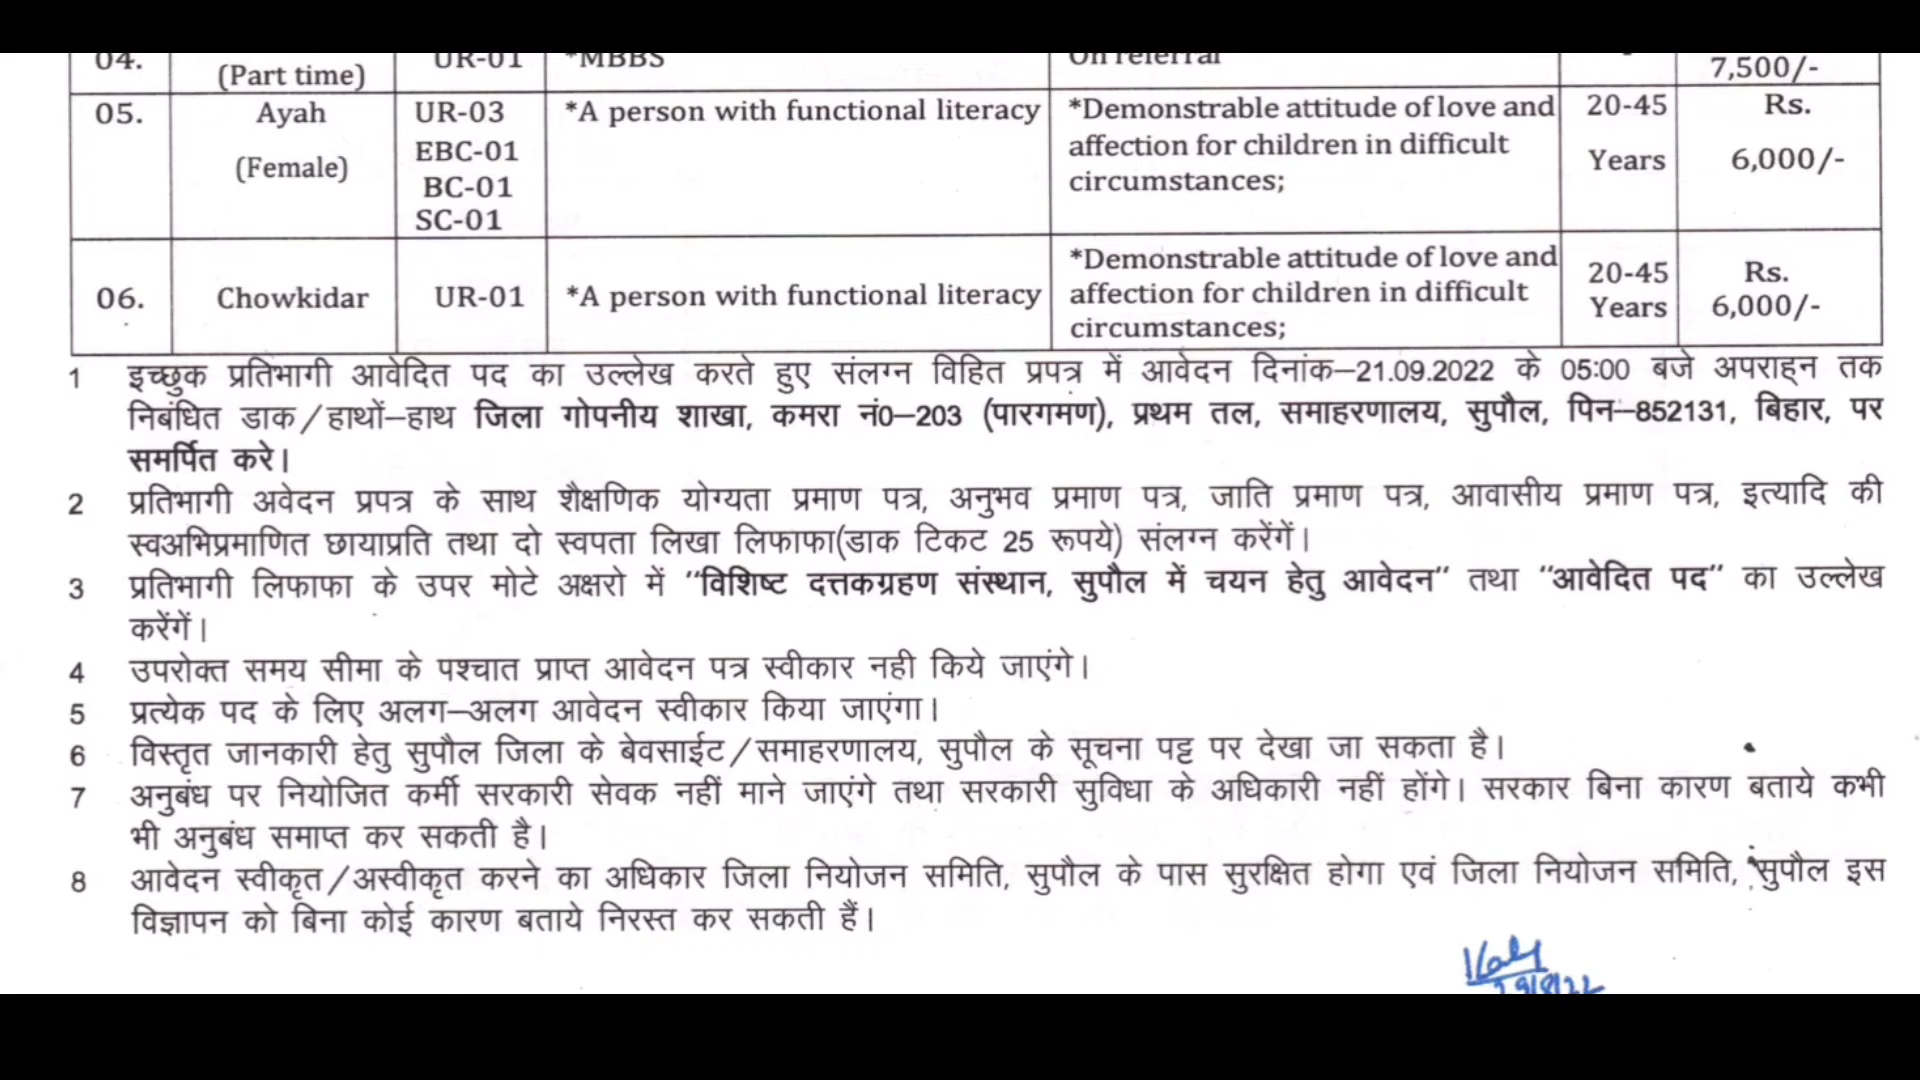 04. (Part time) UR-01 *MBBS On referral 7,500/-
05. Ayah (Female) UR-03 *A person with functional literacy *Demonstrable attitude of love and 20-45 Rs.
EBC-01 affection for children in difficult Years 6,000/-
BC-01 circumstances;
SC-01
*Demonstrable attitude of love and
06. Chowkidar UR-01 *A person with functional literacy affection for children in difficult 20-45 Years Rs. 6,000/-
circumstances;
1 इच्छुक प्रतिभागी आवेदित पद का उल्लेख करते हुए संलग्न विहित प्रपत्र में आवेदन दिनांक–21.09.2022 के 05:00 बजे अपराह्न तक
निबंधित डाक/हाथों–हाथ जिला गोपनीय शाखा, कमरा नं0–203 (पारगमण), प्रथम तल, समाहरणालय, सुपौल, पिन–852131, बिहार, पर
समर्पित करे।
2 प्रतिभागी अवेदन प्रपत्र के साथ शैक्षणिक योग्यता प्रमाण पत्र, अनुभव प्रमाण पत्र, जाति प्रमाण पत्र, आवासीय प्रमाण पत्र, इत्यादि की
स्वअभिप्रमाणित छायाप्रति तथा दो स्वपता लिखा लिफाफा(डाक टिकट 25 रूपये) संलग्न करेंगें।
3 प्रतिभागी लिफाफा के उपर मोटे अक्षरो में "विशिष्ट दत्तकग्रहण संस्थान, सुपौल में चयन हेतु आवेदन" तथा "आवेदित पद" का उल्लेख
करेंगें।
4 उपरोक्त समय सीमा के पश्चात प्राप्त आवेदन पत्र स्वीकार नही किये जाएंगे।
5 प्रत्येक पद के लिए अलग–अलग आवेदन स्वीकार किया जाएंगा।
6 विस्तृत जानकारी हेतु सुपौल जिला के बेवसाईट/समाहरणालय, सुपौल के सूचना पट्ट पर देखा जा सकता है।
7 अनुबंध पर नियोजित कर्मी सरकारी सेवक नहीं माने जाएंगे तथा सरकारी सुविधा के अधिकारी नहीं होंगे। सरकार बिना कारण बताये कभी
भी अनुबंध समाप्त कर सकती है।
8 आवेदन स्वीकृत/अस्वीकृत करने का अधिकार जिला नियोजन समिति, सुपौल के पास सुरक्षित होगा एवं जिला नियोजन समिति, सुपौल इस
विज्ञापन को बिना कोई कारण बताये निरस्त कर सकती हैं।